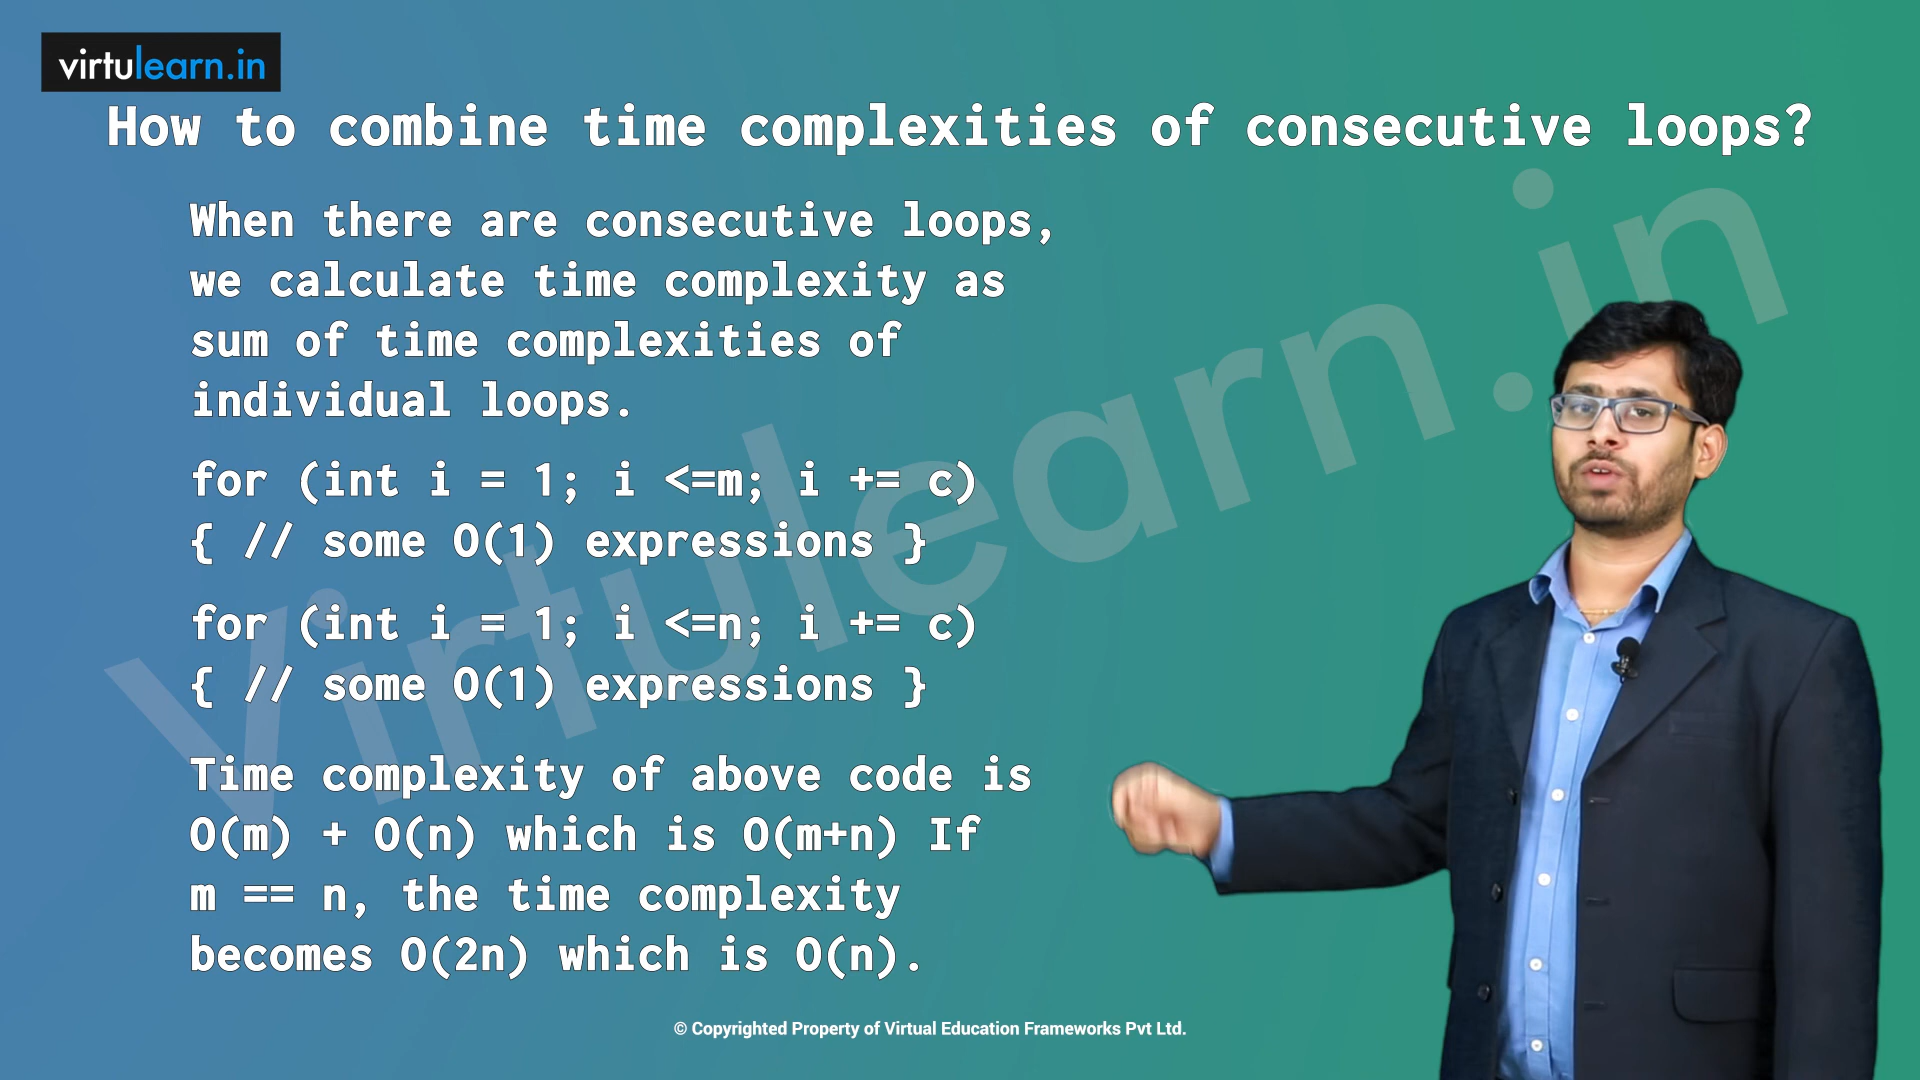 virtulearn.in
How to combine time complexities of consecutive loops?
When there are consecutive loops,
we calculate time complexity as
sum of time complexities of
individual loops.
for (int i = 1; i <=m; i += c)
{ // some O(1) expressions }
for (int i = 1; i <=n; i += c)
{ // some O(1) expressions }
Time complexity of above code is
O(m) + O(n) which is O(m+n) If
m == n, the time complexity
becomes O(2n) which is O(n).
Virtulearn.in
© Copyrighted Property of Virtual Education Frameworks Pvt Ltd.